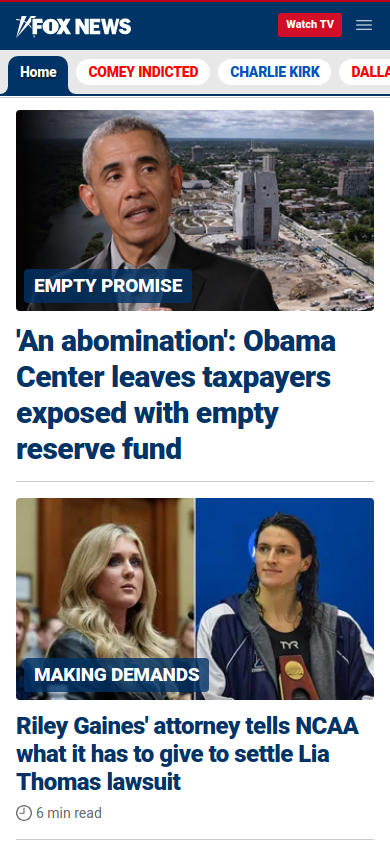 FOX NEWS
Watch TV
Home
COMEY INDICTED
CHARLIE KIRK
DALLA
EMPTY PROMISE
'An abomination': Obama
Center leaves taxpayers
exposed with empty
reserve fund
TYR
MAKING DEMANDS
Riley Gaines' attorney tells NCAA
what it has to give to settle Lia
Thomas lawsuit
6 min read